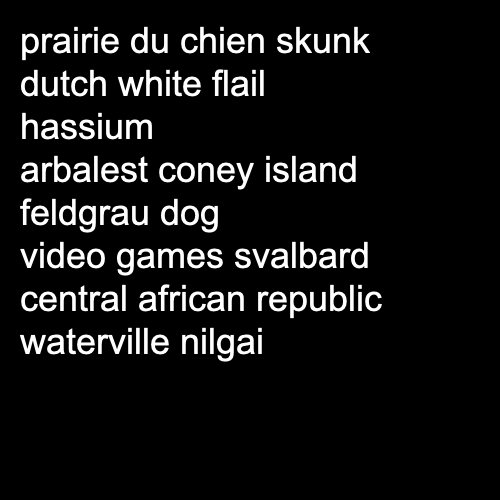 prairie du chien skunk
dutch white flail
hassium
arbalest coney island
feldgrau dog
video games svalbard
central african republic
waterville nilgai